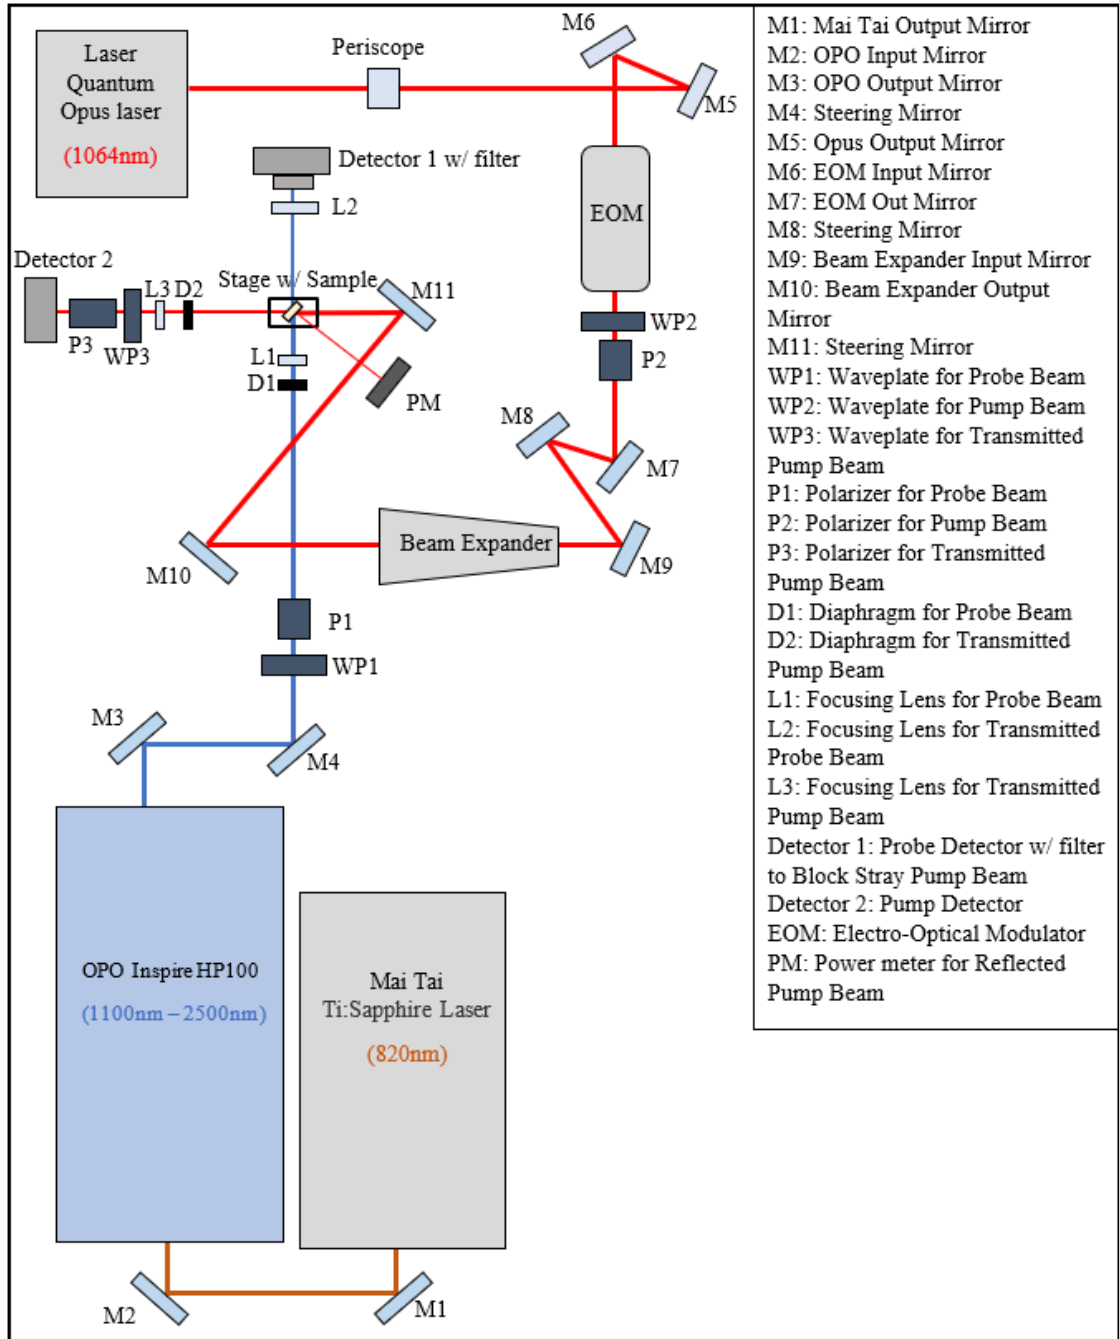 Laser
Quantum
Opus laser
(1064nm)
Periscope
M6
M5
Detector 1 w/ filter
L2
EOM
Detector 2
L3
D2
Stage w/ Sample
M11
P3
WP3
L1
D1
PM
WP2
P2
M8
M7
M10
Beam Expander
M9
P1
WP1
M3
M4
OPO Inspire HP100
(1100nm – 2500nm)
Mai Tai
Ti:Sapphire Laser
(820nm)
M2
M1
M1: Mai Tai Output Mirror
M2: OPO Input Mirror
M3: OPO Output Mirror
M4: Steering Mirror
M5: Opus Output Mirror
M6: EOM Input Mirror
M7: EOM Out Mirror
M8: Steering Mirror
M9: Beam Expander Input Mirror
M10: Beam Expander Output
Mirror
M11: Steering Mirror
WP1: Waveplate for Probe Beam
WP2: Waveplate for Pump Beam
WP3: Waveplate for Transmitted
Pump Beam
P1: Polarizer for Probe Beam
P2: Polarizer for Pump Beam
P3: Polarizer for Transmitted
Pump Beam
D1: Diaphragm for Probe Beam
D2: Diaphragm for Transmitted
Pump Beam
L1: Focusing Lens for Probe Beam
L2: Focusing Lens for Transmitted
Probe Beam
L3: Focusing Lens for Transmitted
Pump Beam
Detector 1: Probe Detector w/ filter
to Block Stray Pump Beam
Detector 2: Pump Detector
EOM: Electro-Optical Modulator
PM: Power meter for Reflected
Pump Beam